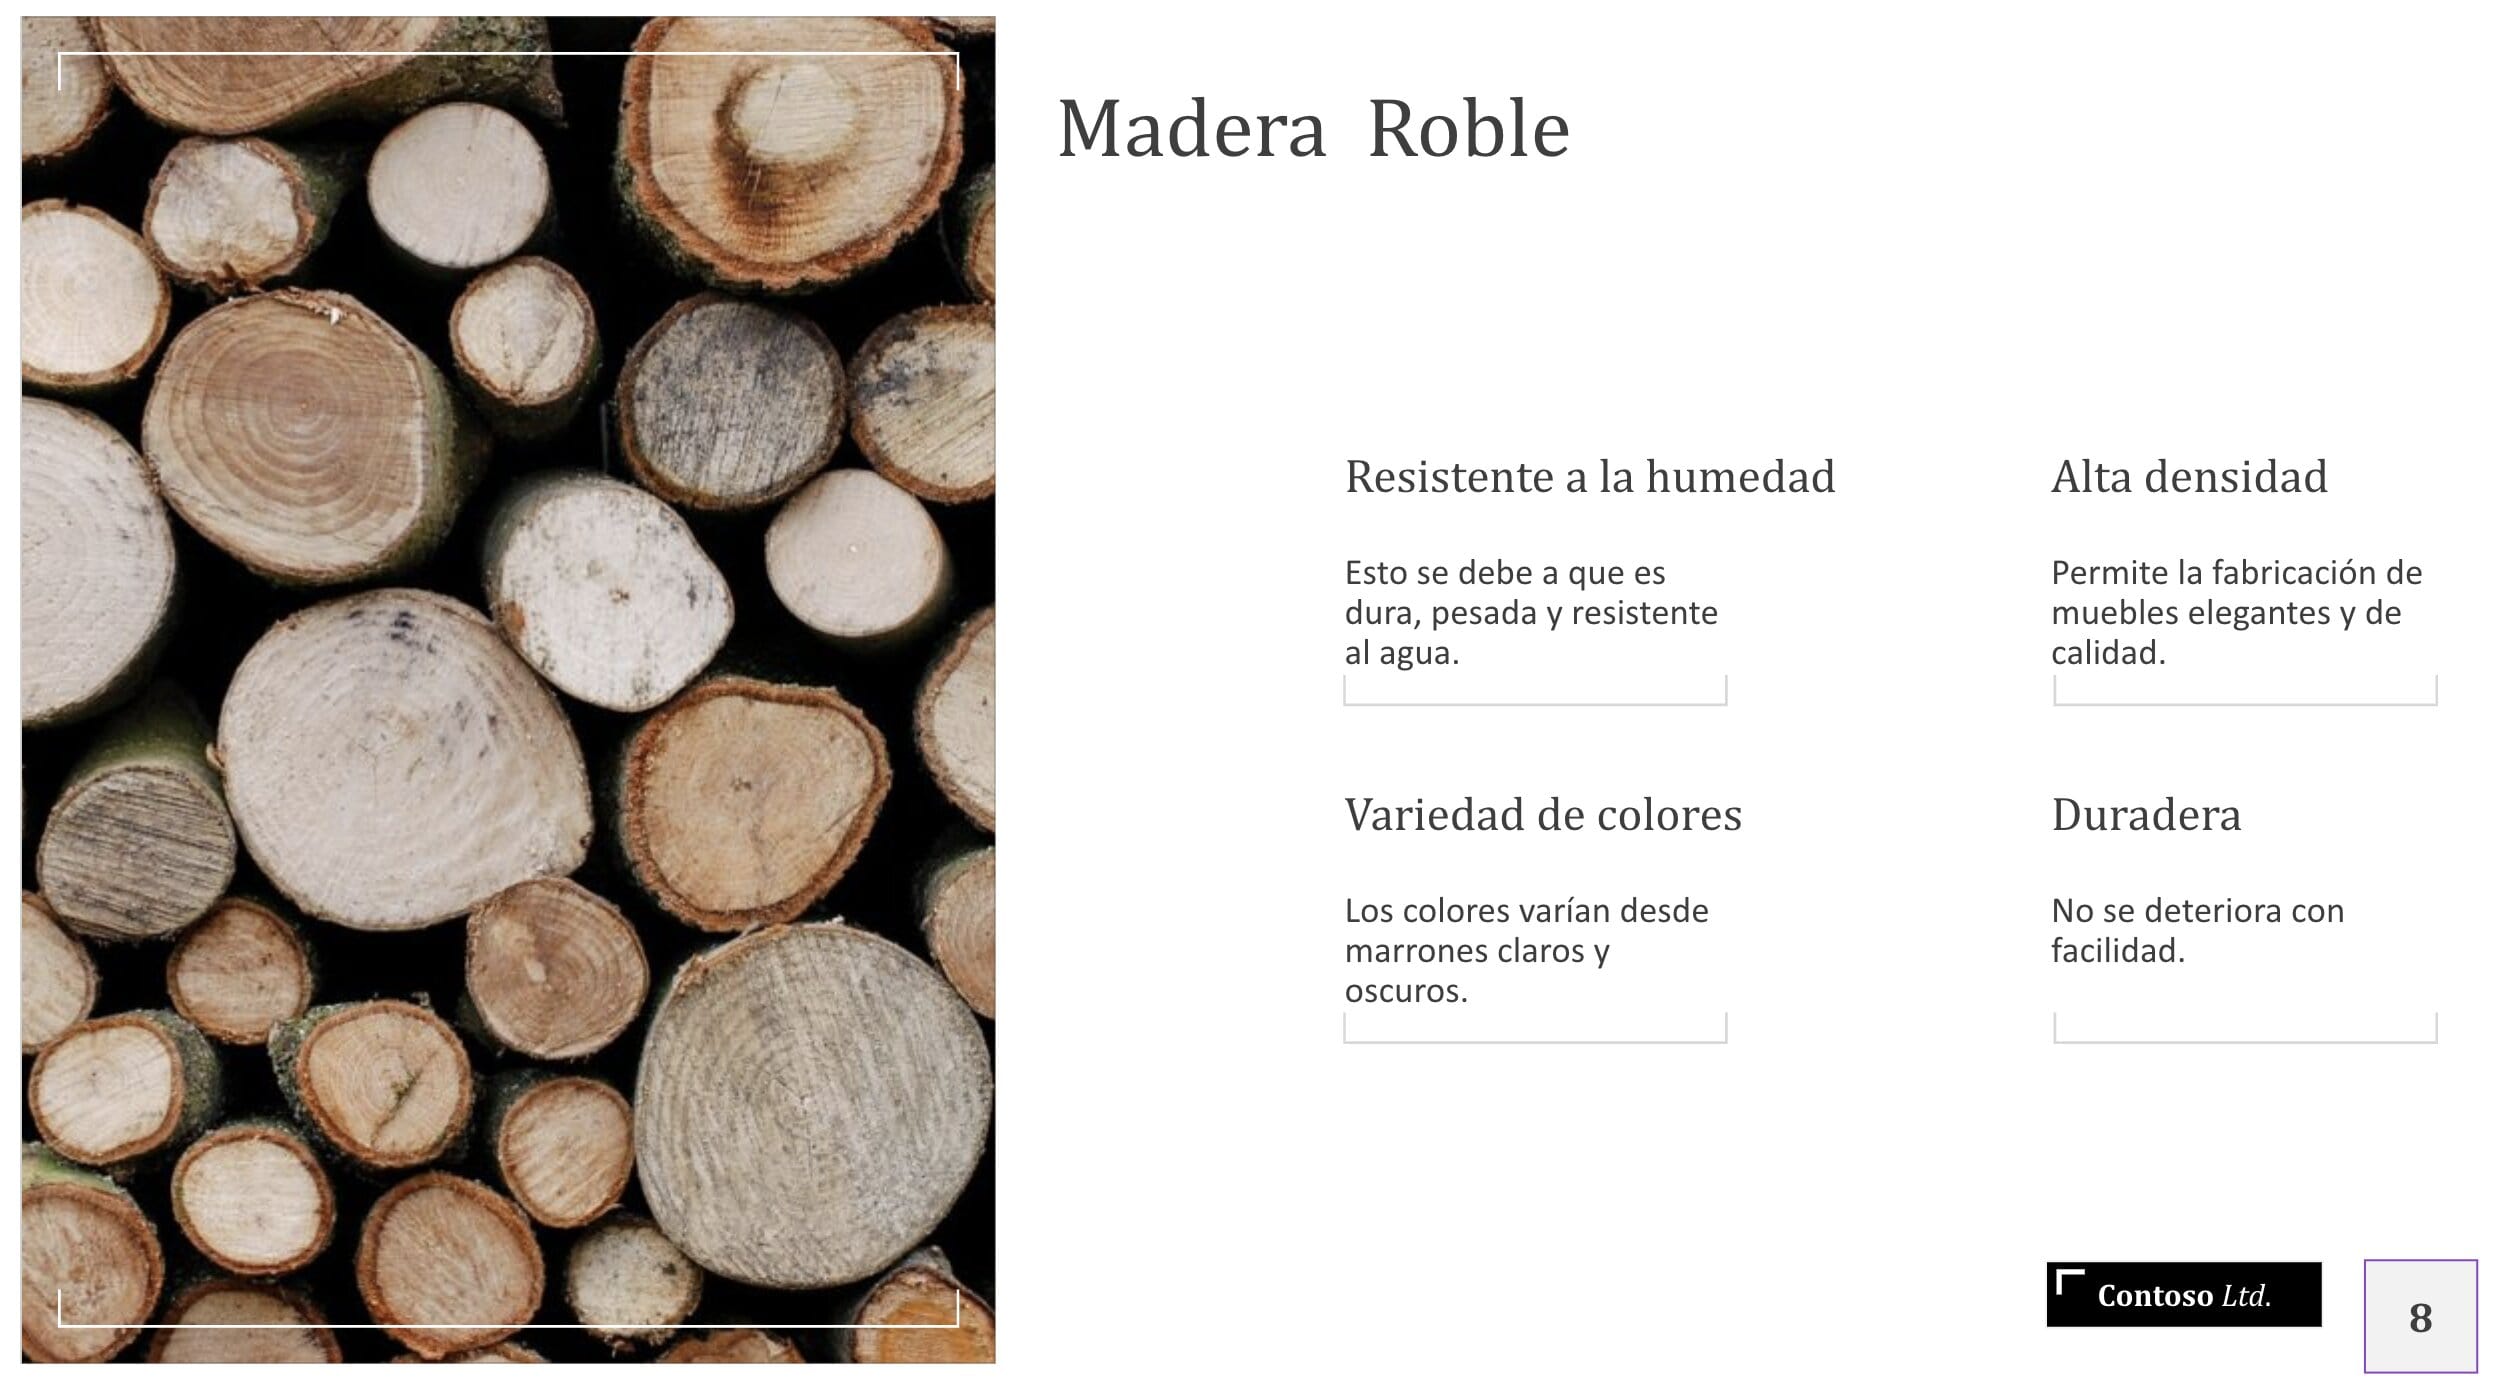 Madera Roble
Resistente a la humedad
Esto se debe a que es
dura, pesada y resistente
al agua.
Alta densidad
Permite la fabricación de
muebles elegantes y de
calidad.
Variedad de colores
Los colores varían desde
marrones claros y
oscuros.
Duradera
No se deteriora con
facilidad.
Contoso Ltd.
8